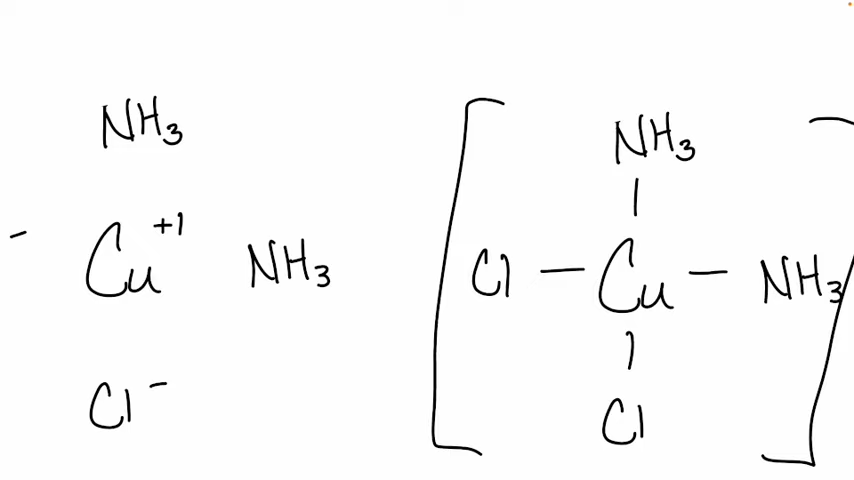 NH₃
Cu⁺¹ NH₃
Cl⁻
NH₃
Cl — Cu — NH₃
Cl